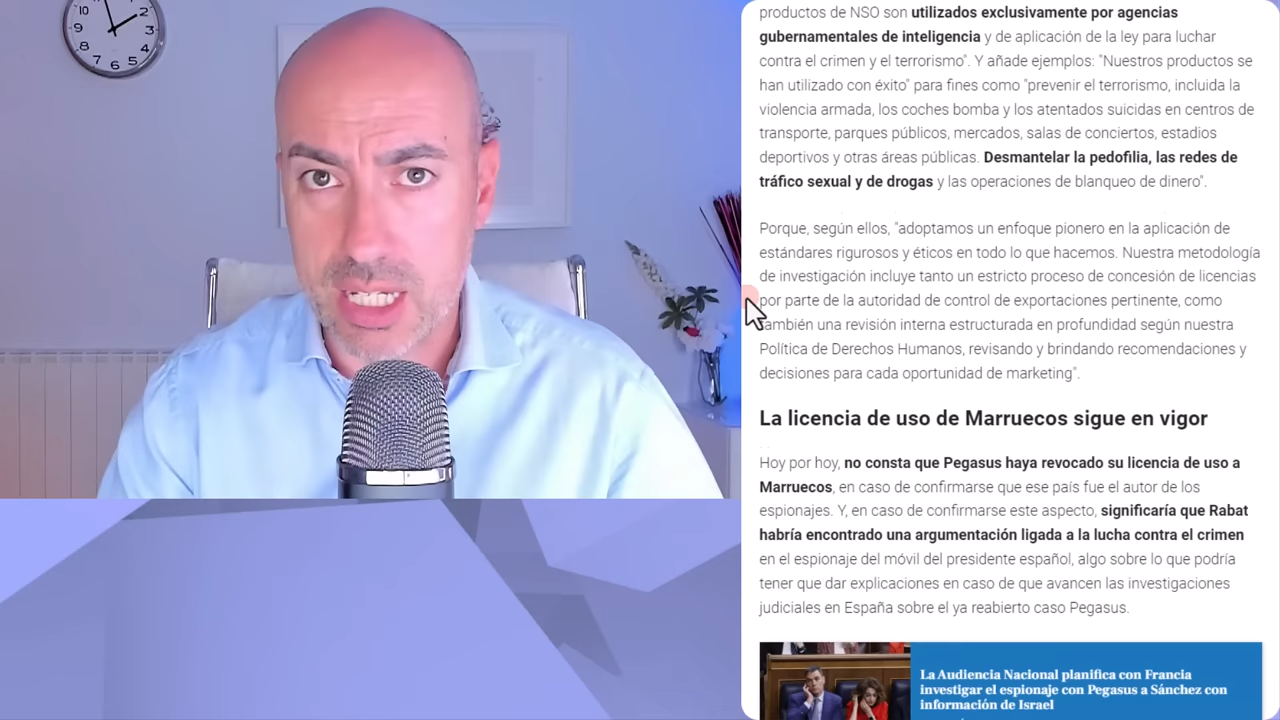 productos de NSO son utilizados exclusivamente por agencias
gubernamentales de inteligencia y de aplicación de la ley para luchar
contra el crimen y el terrorismo". Y añade ejemplos: "Nuestros productos se
han utilizado con éxito" para fines como "prevenir el terrorismo, incluida la
violencia armada, los coches bomba y los atentados suicidas en centros de
transporte, parques públicos, mercados, salas de conciertos, estadios
deportivos y otras áreas públicas. Desmantelar la pedofilia, las redes de
tráfico sexual y de drogas y las operaciones de blanqueo de dinero".
Porque, según ellos, "adoptamos un enfoque pionero en la aplicación de
estándares rigurosos y éticos en todo lo que hacemos. Nuestra metodología
de investigación incluye tanto un estricto proceso de concesión de licencias
por parte de la autoridad de control de exportaciones pertinente, como
también una revisión interna estructurada en profundidad según nuestra
Política de Derechos Humanos, revisando y brindando recomendaciones y
decisiones para cada oportunidad de marketing".
La licencia de uso de Marruecos sigue en vigor
Hoy por hoy, no consta que Pegasus haya revocado su licencia de uso a
Marruecos, en caso de confirmarse que ese país fue el autor de los
espionajes. Y, en caso de confirmarse este aspecto, significaría que Rabat
habría encontrado una argumentación ligada a la lucha contra el crimen
en el espionaje del móvil del presidente español, algo sobre lo que podría
tener que dar explicaciones en caso de que avancen las investigaciones
judiciales en España sobre el ya reabierto caso Pegasus.
La Audiencia Nacional planifica con Francia
investigar el espionaje con Pegasus a Sánchez con
información de Israel